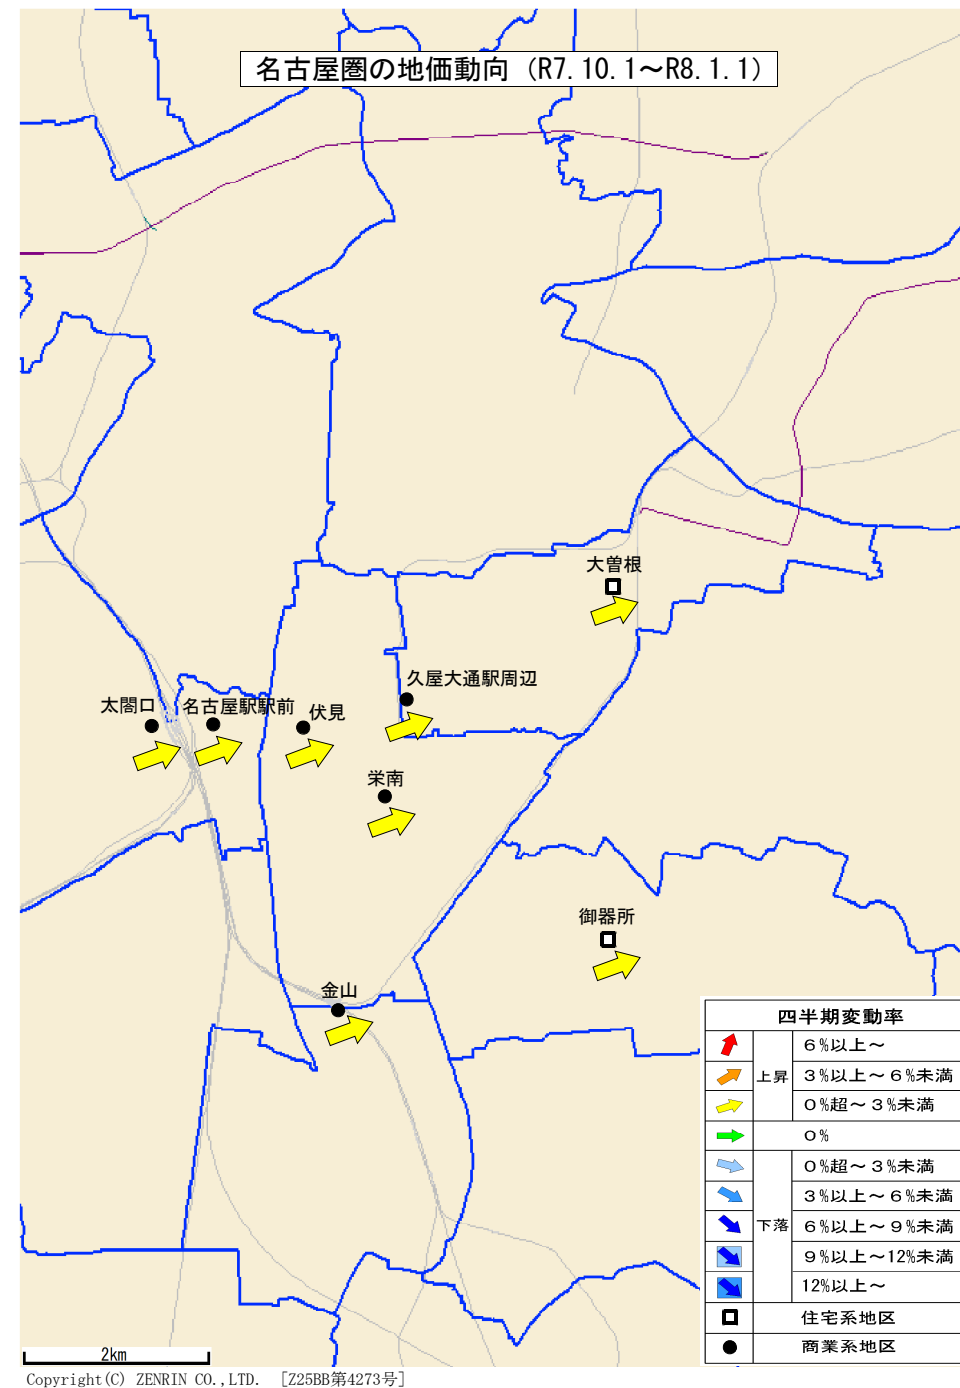 名古屋圏の地価動向（R7.10.1～R8.1.1）
大曽根
久屋大通駅周辺
太閤口
名古屋駅駅前
伏見
栄南
御器所
金山
四半期変動率
上昇
6%以上～
3%以上～6%未満
0%超～3%未満
0%
下落
0%超～3%未満
3%以上～6%未満
6%以上～9%未満
9%以上～12%未満
12%以上～
住宅系地区
商業系地区
2km
Copyright(C) ZENRIN CO.,LTD. [Z25BB第4273号]